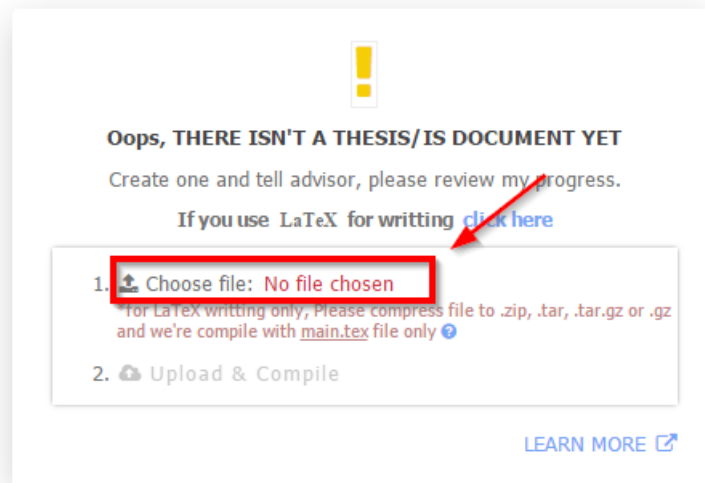 Oops, THERE ISN'T A THESIS/IS DOCUMENT YET
Create one and tell advisor, please review my progress.
If you use LaTeX for writting click here
1. Choose file: No file chosen
*for LaTeX writting only, Please compress file to .zip, .tar, .tar.gz or .gz
and we're compile with main.tex file only ?
2. Upload & Compile
LEARN MORE